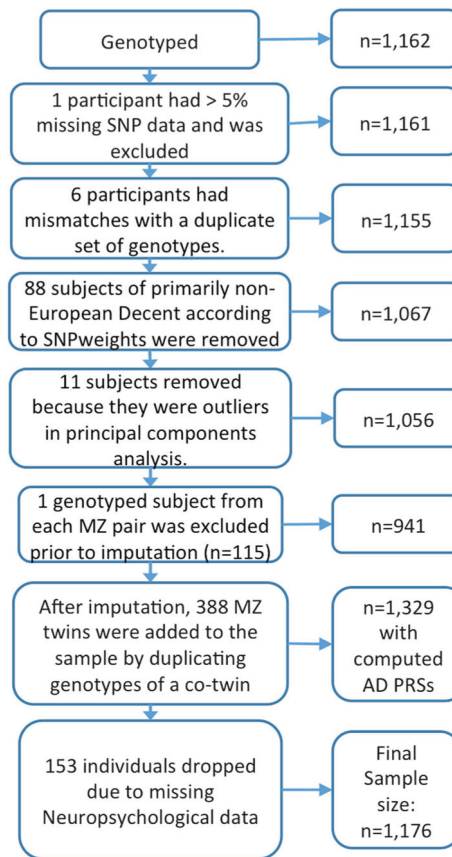 Genotyped
n=1,162
1 participant had > 5%
missing SNP data and was
excluded
n=1,161
6 participants had
mismatches with a duplicate
set of genotypes.
n=1,155
88 subjects of primarily non-
European Decent according
to SNPweights were removed
n=1,067
11 subjects removed
because they were outliers
in principal components
analysis.
n=1,056
1 genotyped subject from
each MZ pair was excluded
prior to imputation (n=115)
n=941
After imputation, 388 MZ
twins were added to the
sample by duplicating
genotypes of a co-twin
n=1,329
with
computed
AD PRSs
153 individuals dropped
due to missing
Neuropsychological data
Final
Sample
size:
n=1,176